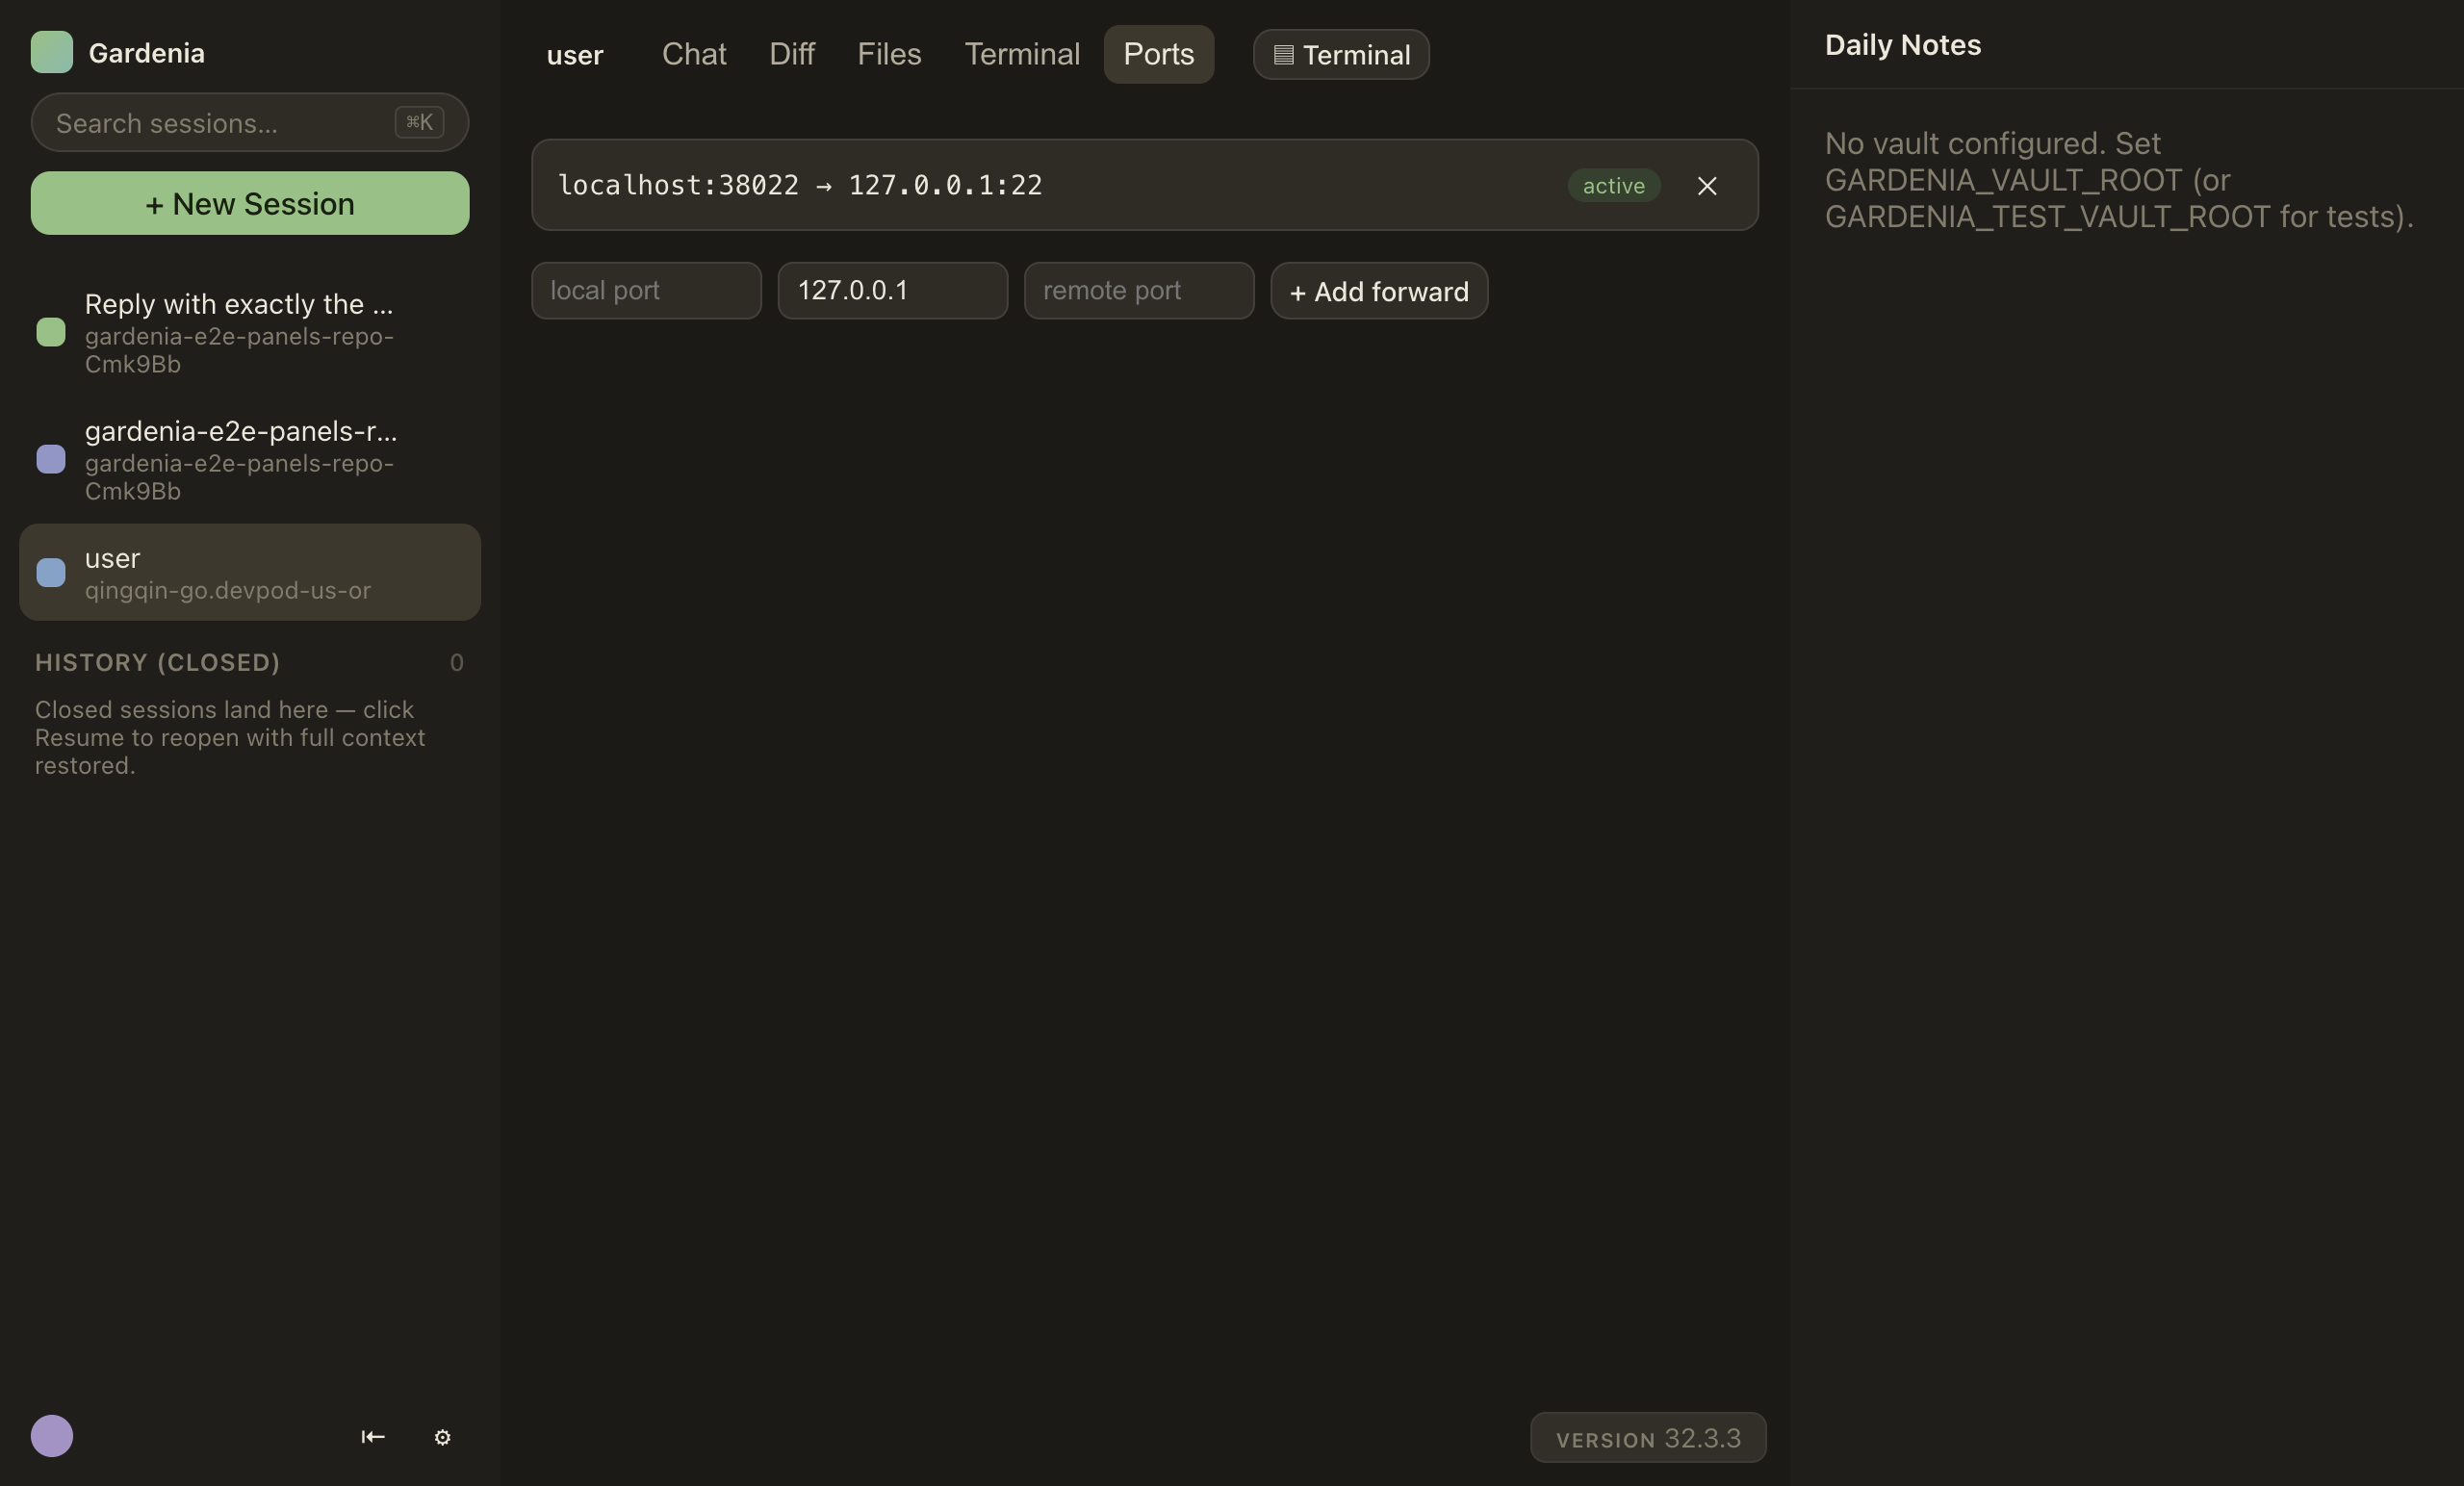 Gardenia
Search sessions...
⌘K
+ New Session
Reply with exactly the ...
gardenia-e2e-panels-repo-
Cmk9Bb
gardenia-e2e-panels-r...
gardenia-e2e-panels-repo-
Cmk9Bb
user
qingqin-go.devpod-us-or
HISTORY (CLOSED) 0
Closed sessions land here — click
Resume to reopen with full context
restored.
user Chat Diff Files Terminal Ports Terminal
localhost:38022 → 127.0.0.1:22 active
local port 127.0.0.1 remote port + Add forward
VERSION 32.3.3
Daily Notes
No vault configured. Set
GARDENIA_VAULT_ROOT (or
GARDENIA_TEST_VAULT_ROOT for tests).